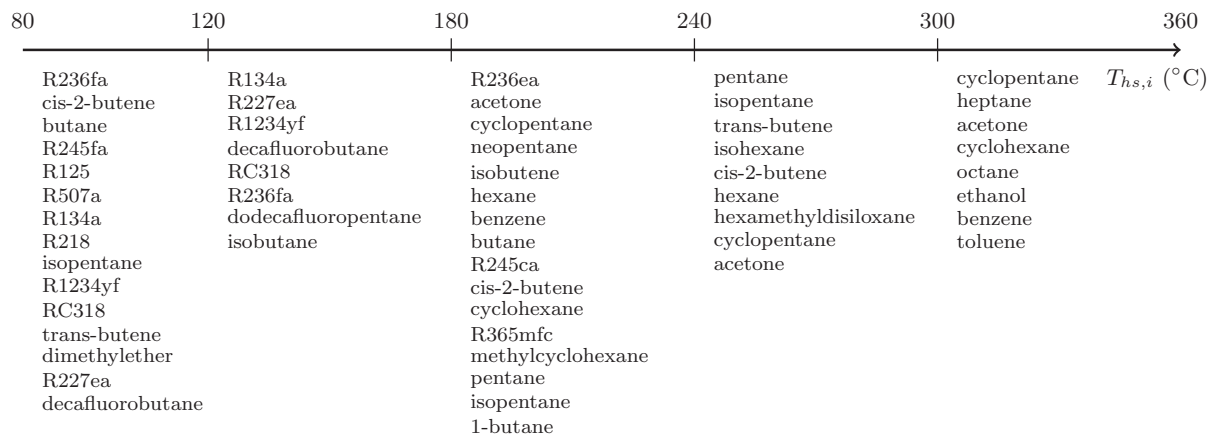 80 120 180 240 300 360
T_{hs,i} (°C)
R236fa
cis-2-butene
butane
R245fa
R125
R507a
R134a
R218
isopentane
R1234yf
RC318
trans-butene
dimethylether
R227ea
decafluorobutane
R134a
R227ea
R1234yf
decafluorobutane
RC318
R236fa
dodecafluoropentane
isobutane
R236ea
acetone
cyclopentane
neopentane
isobutene
hexane
benzene
butane
R245ca
cis-2-butene
cyclohexane
R365mfc
methylcyclohexane
pentane
isopentane
1-butane
pentane
isopentane
trans-butene
isohexane
cis-2-butene
hexane
hexamethyldisiloxane
cyclopentane
acetone
cyclopentane
heptane
acetone
cyclohexane
octane
ethanol
benzene
toluene